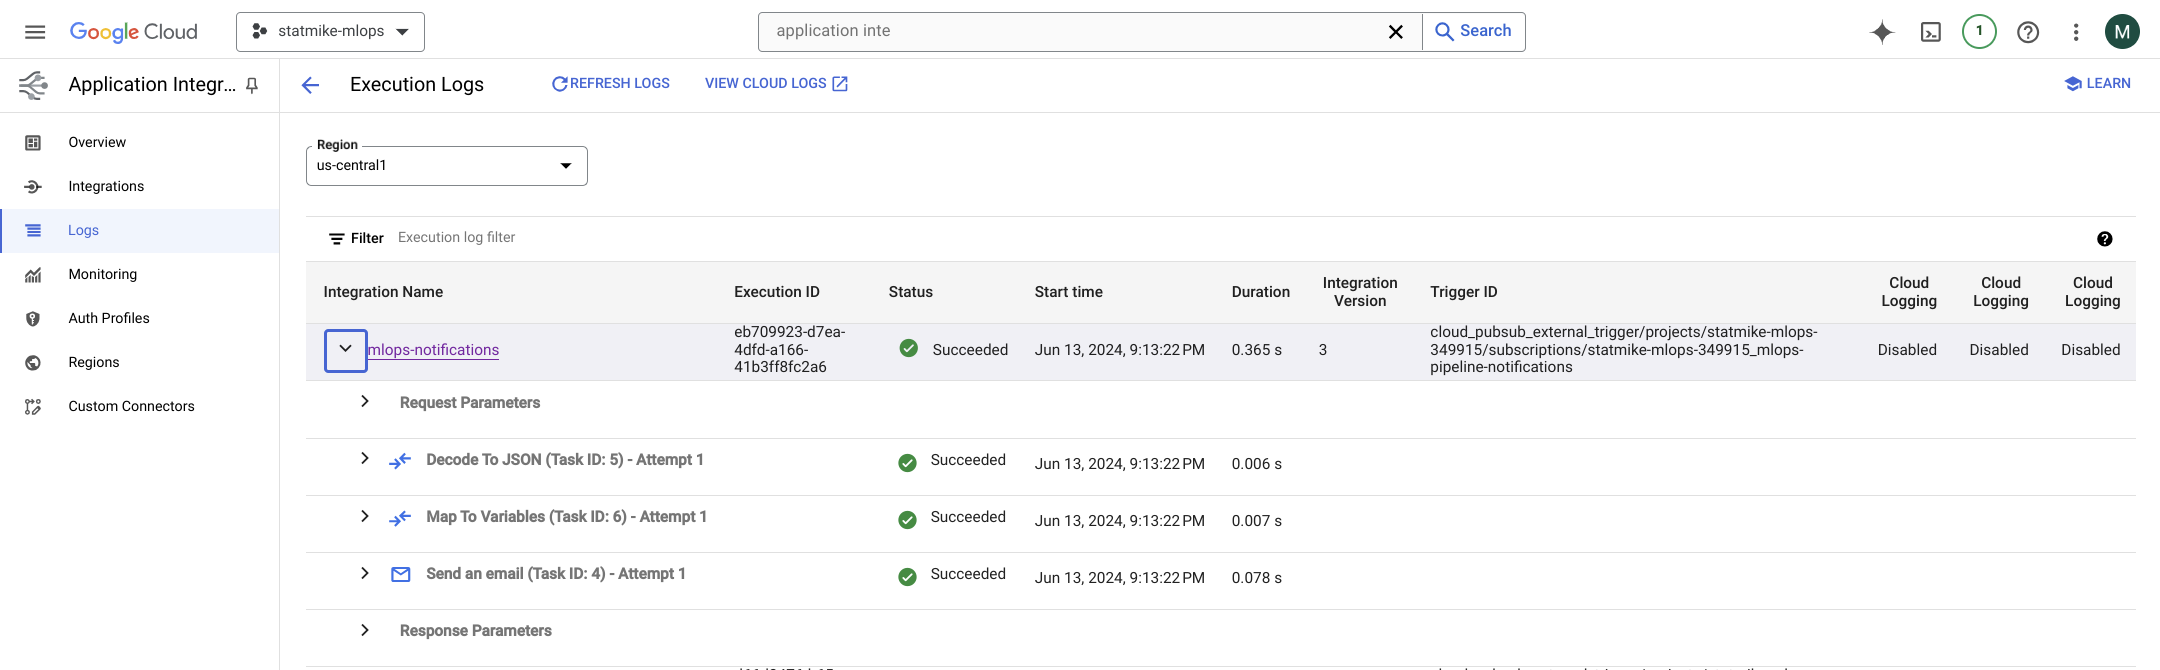 Google Cloud
statmike-mlops
application inte
Search
1
M
Application Integr...
Execution Logs
REFRESH LOGS
VIEW CLOUD LOGS
LEARN
Overview
Integrations
Logs
Monitoring
Auth Profiles
Regions
Custom Connectors
Region
us-central1
Filter
Execution log filter
Integration Name
Execution ID
Status
Start time
Duration
Integration
Version
Trigger ID
Cloud
Logging
Cloud
Logging
Cloud
Logging
mlops-notifications
eb709923-d7ea-
4dfd-a166-
41b3ff8fc2a6
Succeeded
Jun 13, 2024, 9:13:22 PM
0.365 s
3
cloud_pubsub_external_trigger/projects/statmike-mlops-
349915/subscriptions/statmike-mlops-349915_mlops-
pipeline-notifications
Disabled
Disabled
Disabled
Request Parameters
Decode To JSON (Task ID: 5) - Attempt 1
Succeeded
Jun 13, 2024, 9:13:22 PM
0.006 s
Map To Variables (Task ID: 6) - Attempt 1
Succeeded
Jun 13, 2024, 9:13:22 PM
0.007 s
Send an email (Task ID: 4) - Attempt 1
Succeeded
Jun 13, 2024, 9:13:22 PM
0.078 s
Response Parameters